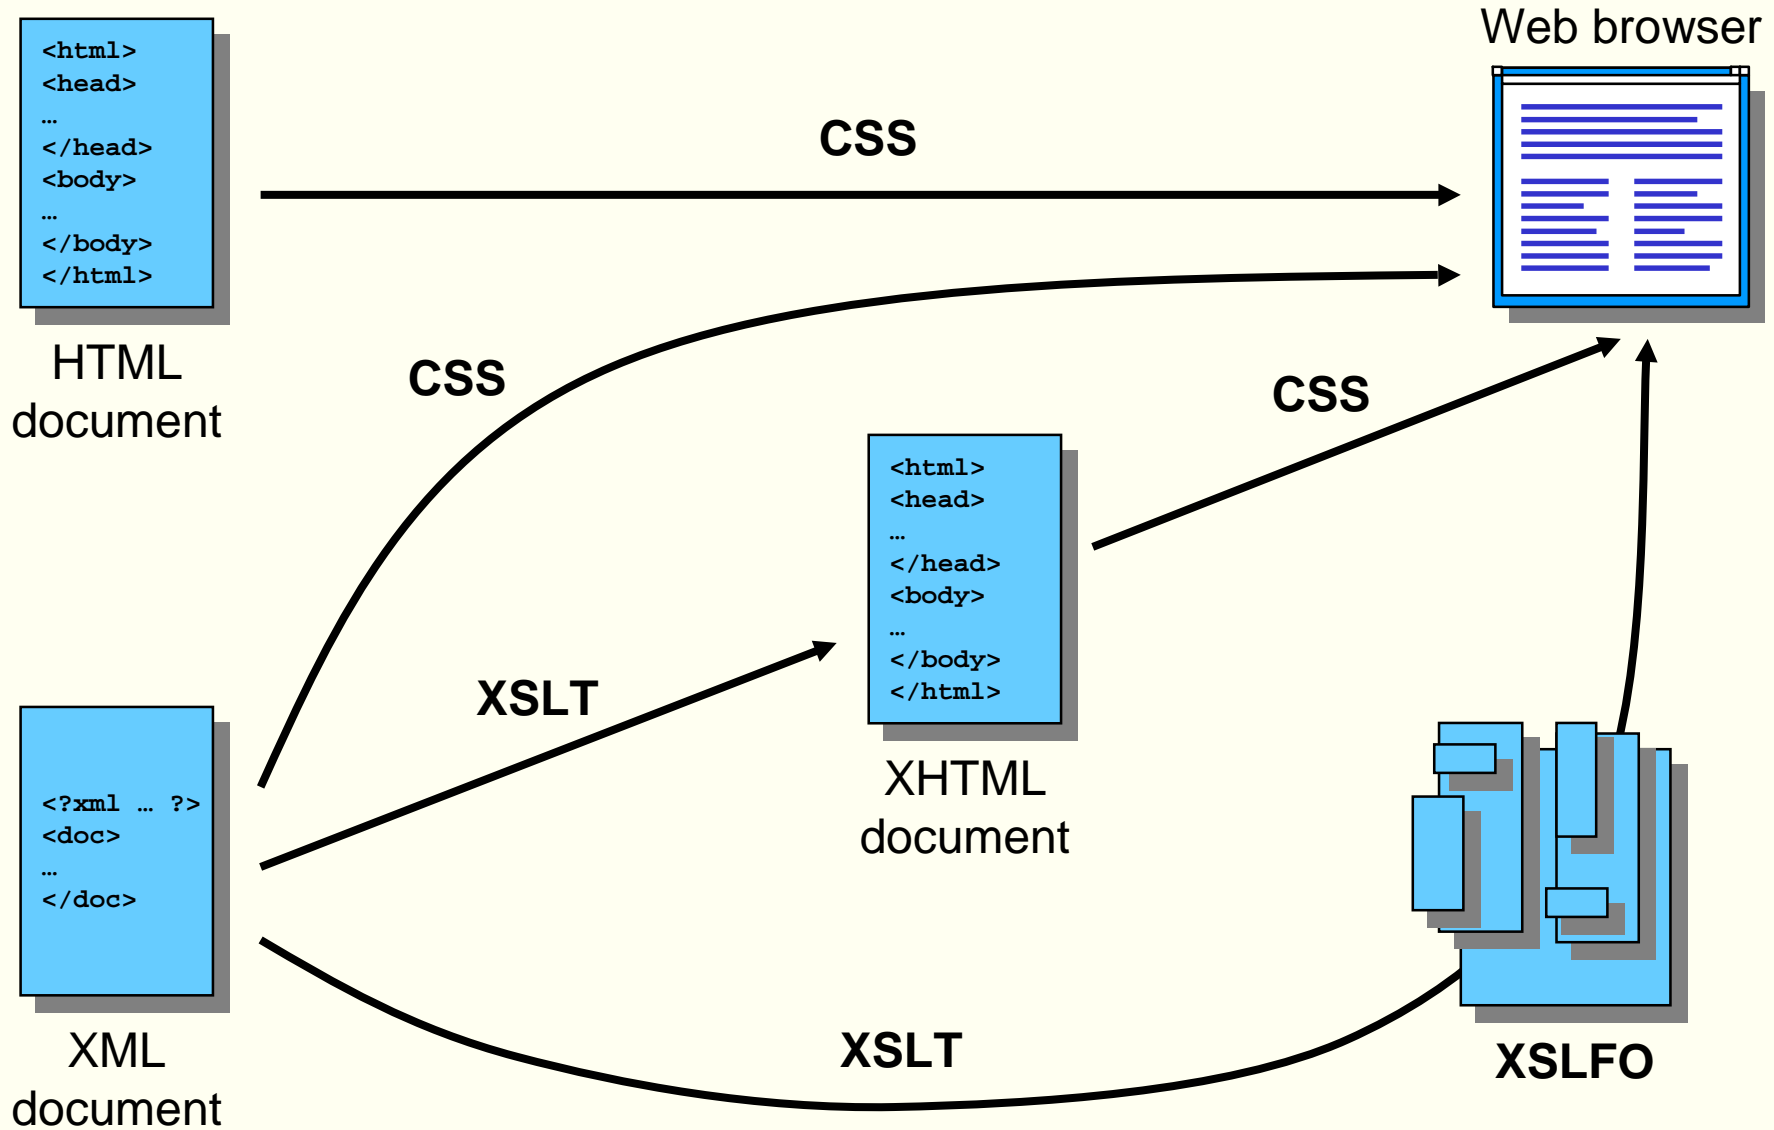 <html>
<head>
…
</head>
<body>
…
</body>
</html>
HTML
document
CSS
Web browser
CSS
CSS
<html>
<head>
…
</head>
<body>
…
</body>
</html>
XHTML
document
XSLT
<?xml … ?>
<doc>
…
</doc>
XML
document
XSLT
XSLFO